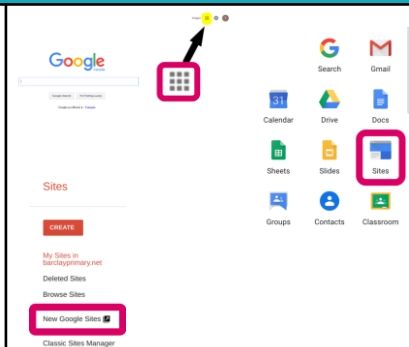 Google
Search
Gmail
31
Calendar
Drive
Docs
Sheets
Slides
Sites
Groups
Contacts
Classroom
Sites
CREATE
My Sites in
barclayprimary.net
Deleted Sites
Browse Sites
New Google Sites
Classic Sites Manager